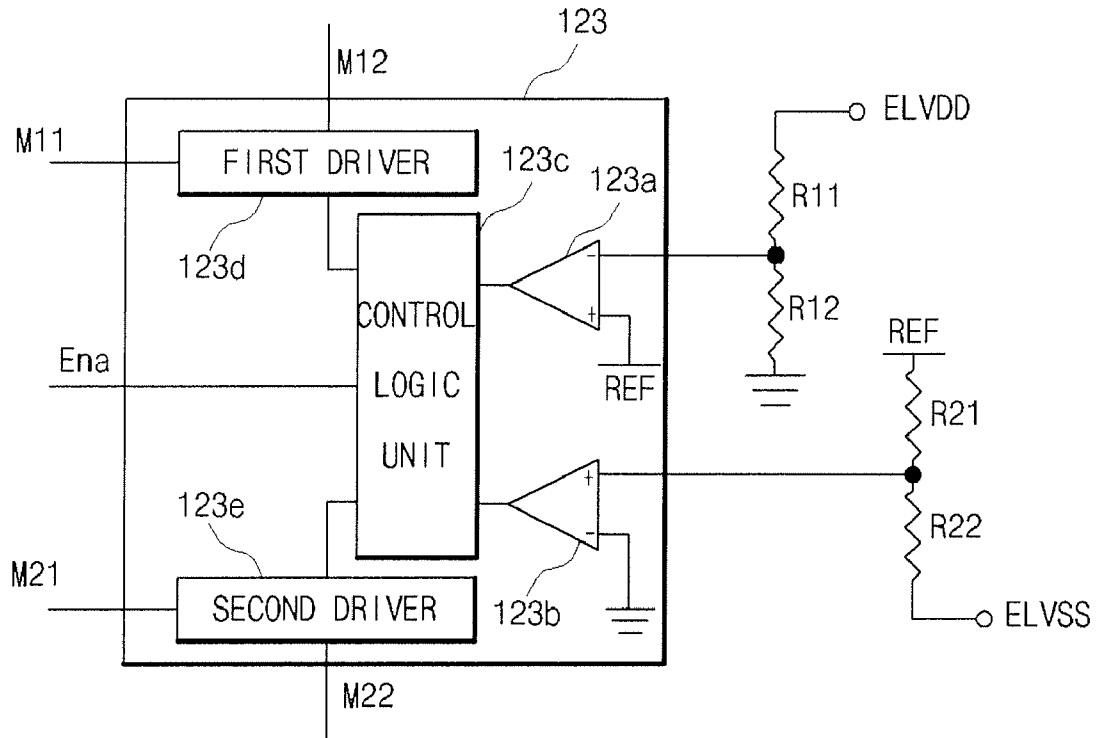 123
M12
ELVDD
M11
FIRST DRIVER
123c
123a
R11
123d
-
CONTROL
LOGIC
UNIT
+
REF
R12
REF
Ena
R21
+
-
R22
123e
M21
SECOND DRIVER
123b
ELVSS
M22